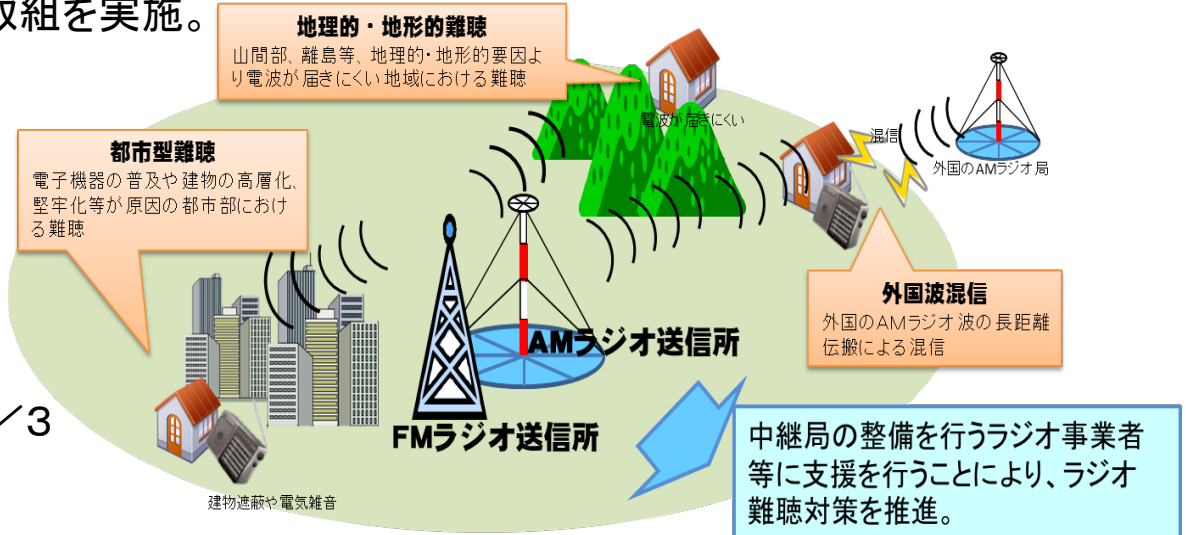 取組を実施。
地理的・地形的難聴
山間部、離島等、地理的・地形的要因よ
り電波が届きにくい地域における難聴
電波が届きにくい
混信
外国のAMラジオ局
都市型難聴
電子機器の普及や建物の高層化、
堅牢化等が原因の都市部におけ
る難聴
外国波混信
外国のAMラジオ波の長距離
伝搬による混信
AMラジオ送信所
FMラジオ送信所
／3
建物遮蔽や電気雑音
中継局の整備を行うラジオ事業者
等に支援を行うことにより、ラジオ
難聴対策を推進。